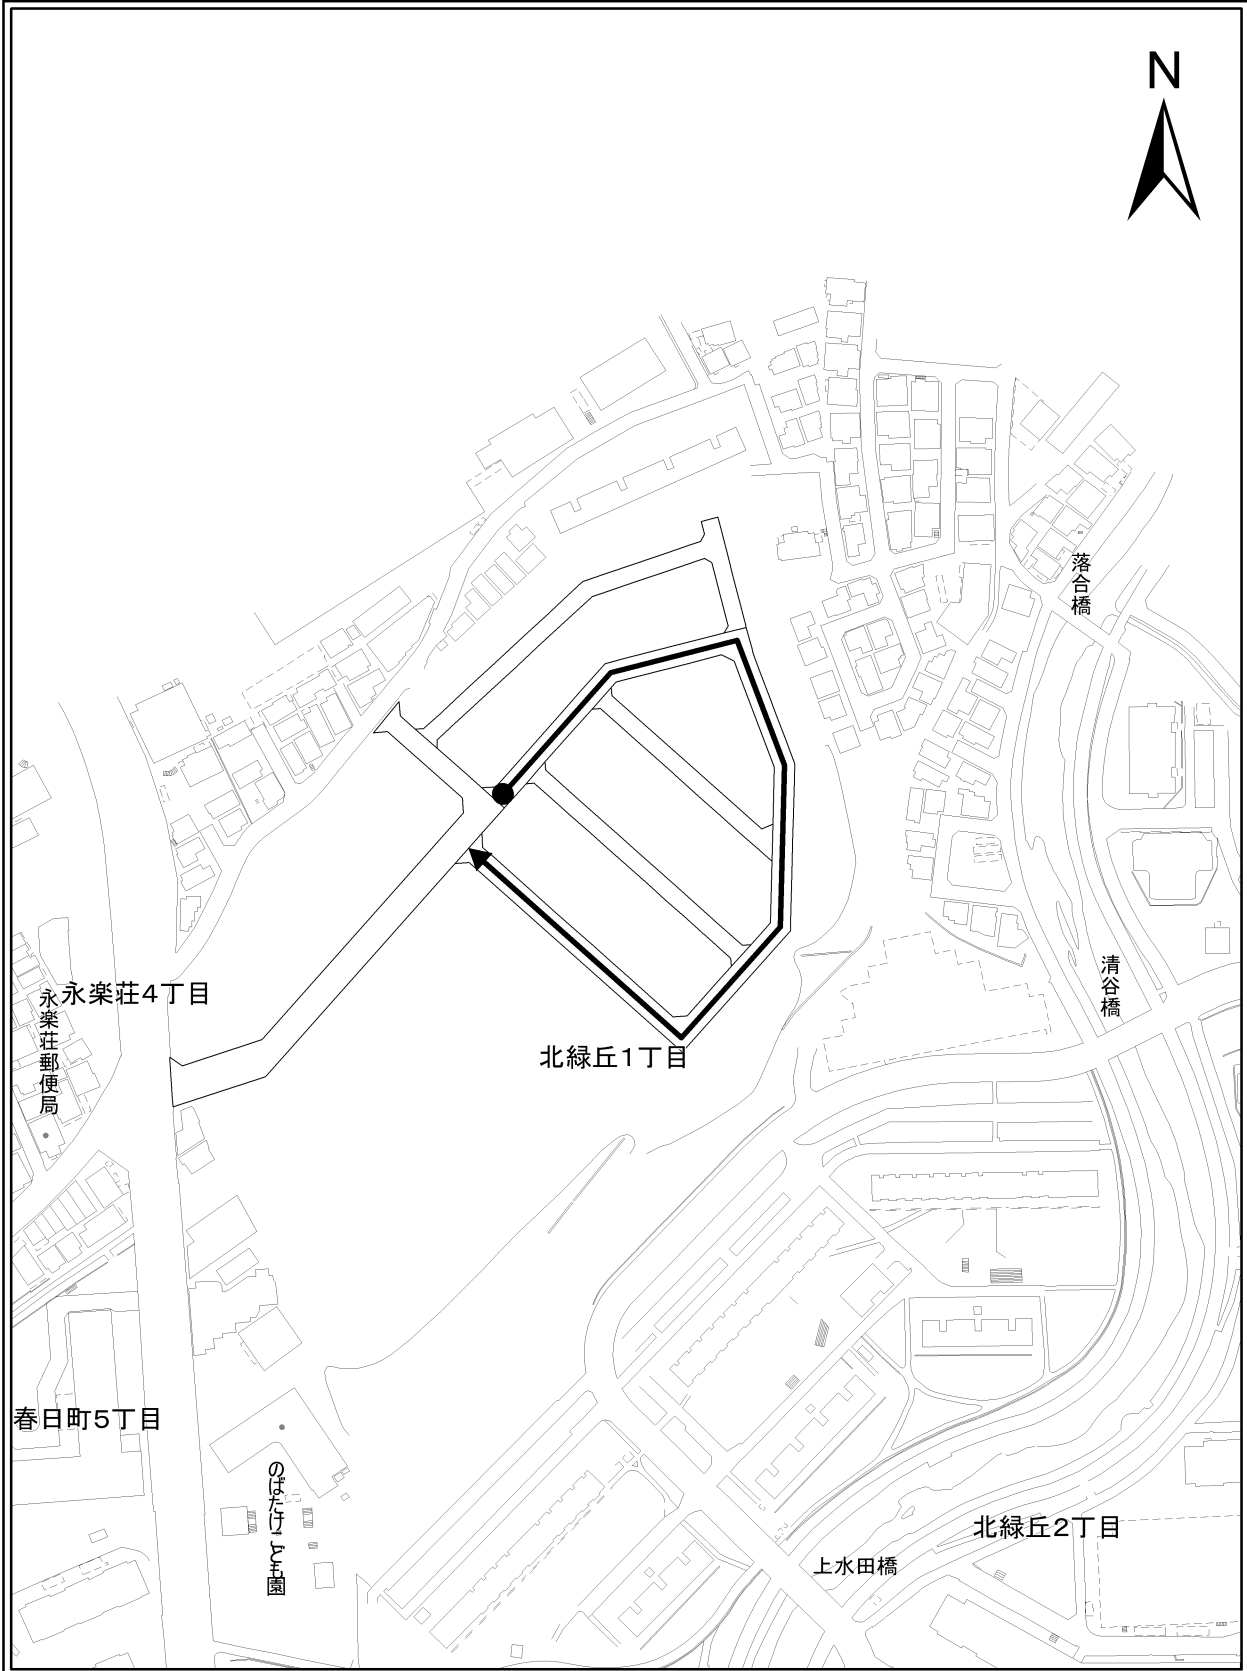 N
落合橋
清谷橋
永楽荘4丁目
永楽荘郵便局
北緑丘1丁目
春日町5丁目
のばたけこども園
北緑丘2丁目
上水田橋